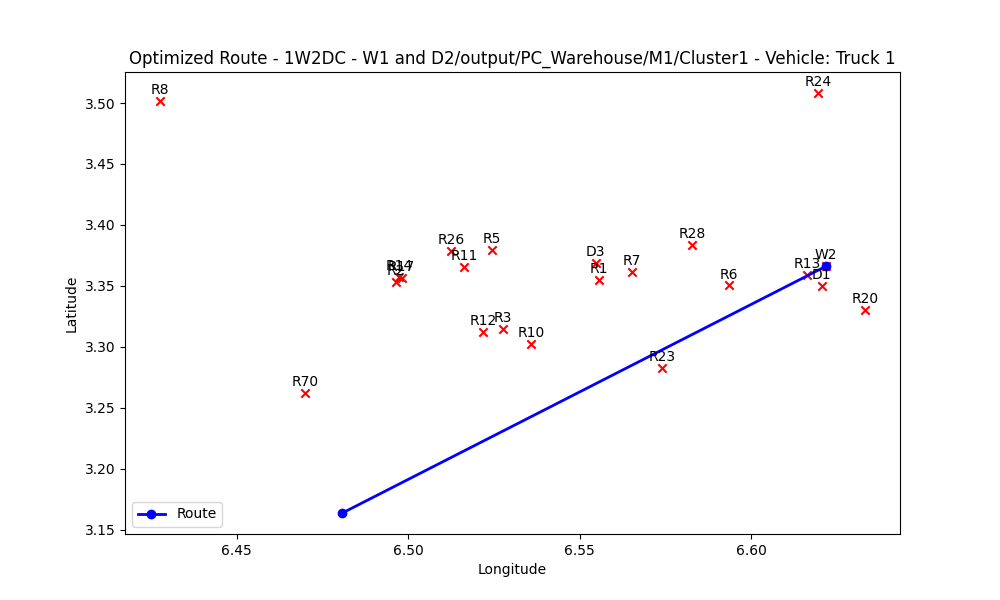 Optimized Route - 1W2DC - W1 and D2/output/PC_Warehouse/M1/Cluster1 - Vehicle: Truck 1
R8
R24
3.50
3.45
3.40
R26
R5
R28
R11
D3
W2
R1
R7
R13
R6
D1
3.35
R20
R12
R3
R10
3.30
R23
R70
3.25
3.20
Route
3.15
6.45
6.50
6.55
6.60
Latitude
Longitude